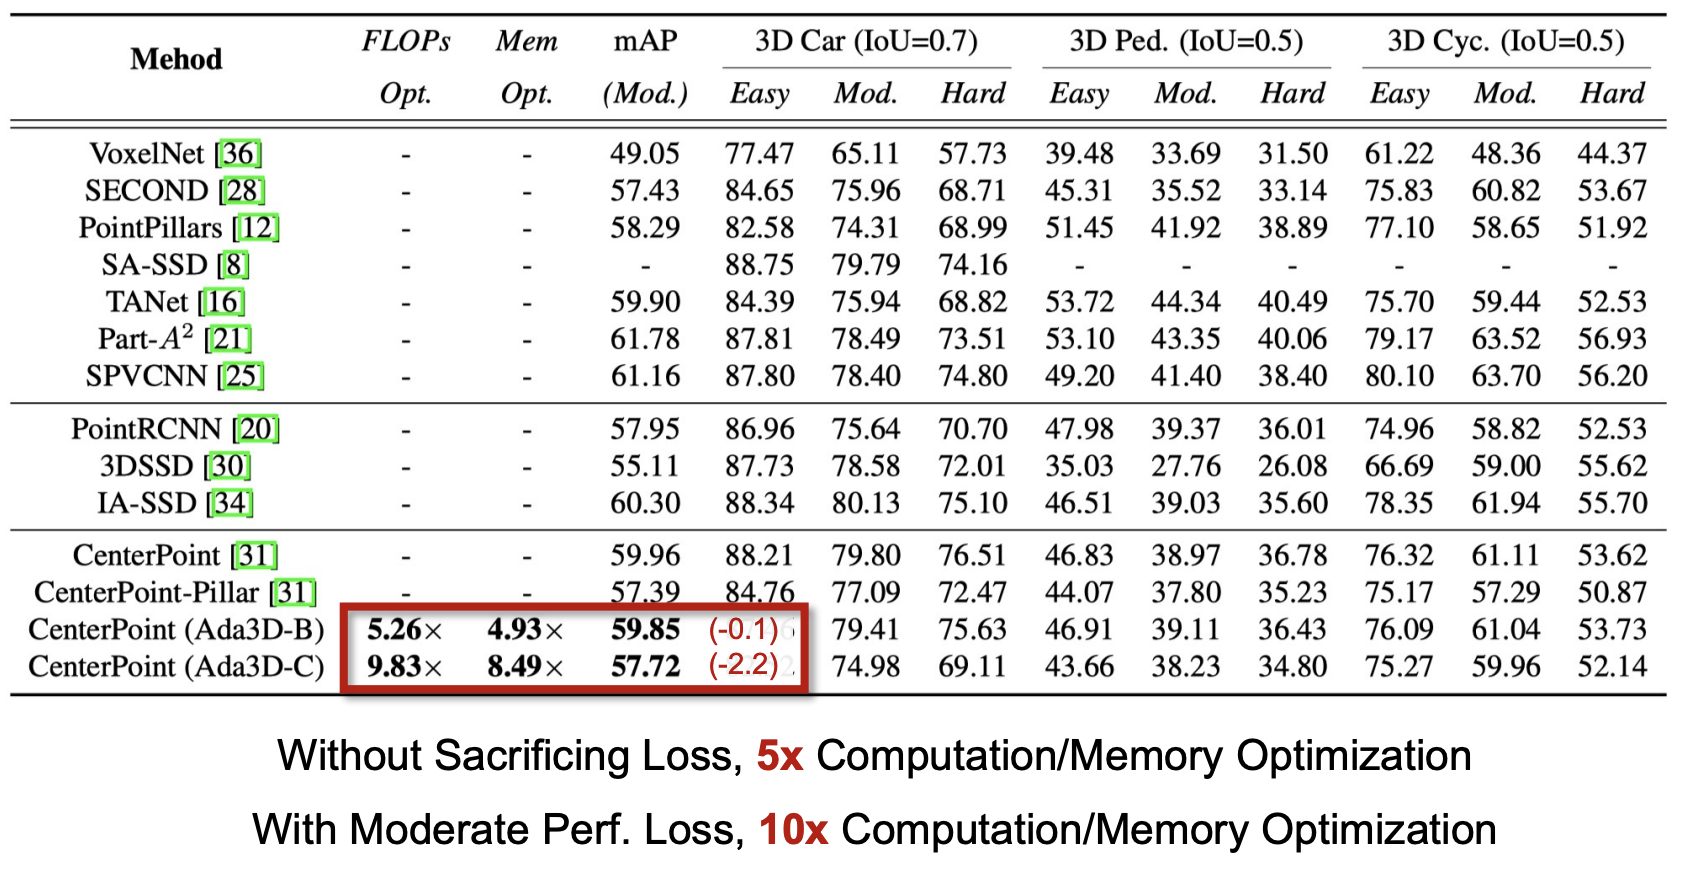 Mehod FLOPs Opt. Mem Opt. mAP (Mod.) 3D Car (IoU=0.7) 3D Ped. (IoU=0.5) 3D Cyc. (IoU=0.5)
Easy Mod. Hard Easy Mod. Hard Easy Mod. Hard
VoxelNet [36] - - 49.05 77.47 65.11 57.73 39.48 33.69 31.50 61.22 48.36 44.37
SECOND [28] - - 57.43 84.65 75.96 68.71 45.31 35.52 33.14 75.83 60.82 53.67
PointPillars [12] - - 58.29 82.58 74.31 68.99 51.45 41.92 38.89 77.10 58.65 51.92
SA-SSD [8] - - - 88.75 79.79 74.16 - - - - - -
TANet [16] - - 59.90 84.39 75.94 68.82 53.72 44.34 40.49 75.70 59.44 52.53
Part-A² [21] - - 61.78 87.81 78.49 73.51 53.10 43.35 40.06 79.17 63.52 56.93
SPVCNN [25] - - 61.16 87.80 78.40 74.80 49.20 41.40 38.40 80.10 63.70 56.20
PointRCNN [20] - - 57.95 86.96 75.64 70.70 47.98 39.37 36.01 74.96 58.82 52.53
3DSSD [30] - - 55.11 87.73 78.58 72.01 35.03 27.76 26.08 66.69 59.00 55.62
IA-SSD [34] - - 60.30 88.34 80.13 75.10 46.51 39.03 35.60 78.35 61.94 55.70
CenterPoint [31] - - 59.96 88.21 79.80 76.51 46.83 38.97 36.78 76.32 61.11 53.62
CenterPoint-Pillar [31] - - 57.39 84.76 77.09 72.47 44.07 37.80 35.23 75.17 57.29 50.87
CenterPoint (Ada3D-B) 5.26× 4.93× 59.85 (-0.1) 79.41 75.63 46.91 39.11 36.43 76.09 61.04 53.73
CenterPoint (Ada3D-C) 9.83× 8.49× 57.72 (-2.2) 74.98 69.11 43.66 38.23 34.80 75.27 59.96 52.14
Without Sacrificing Loss, 5x Computation/Memory Optimization
With Moderate Perf. Loss, 10x Computation/Memory Optimization